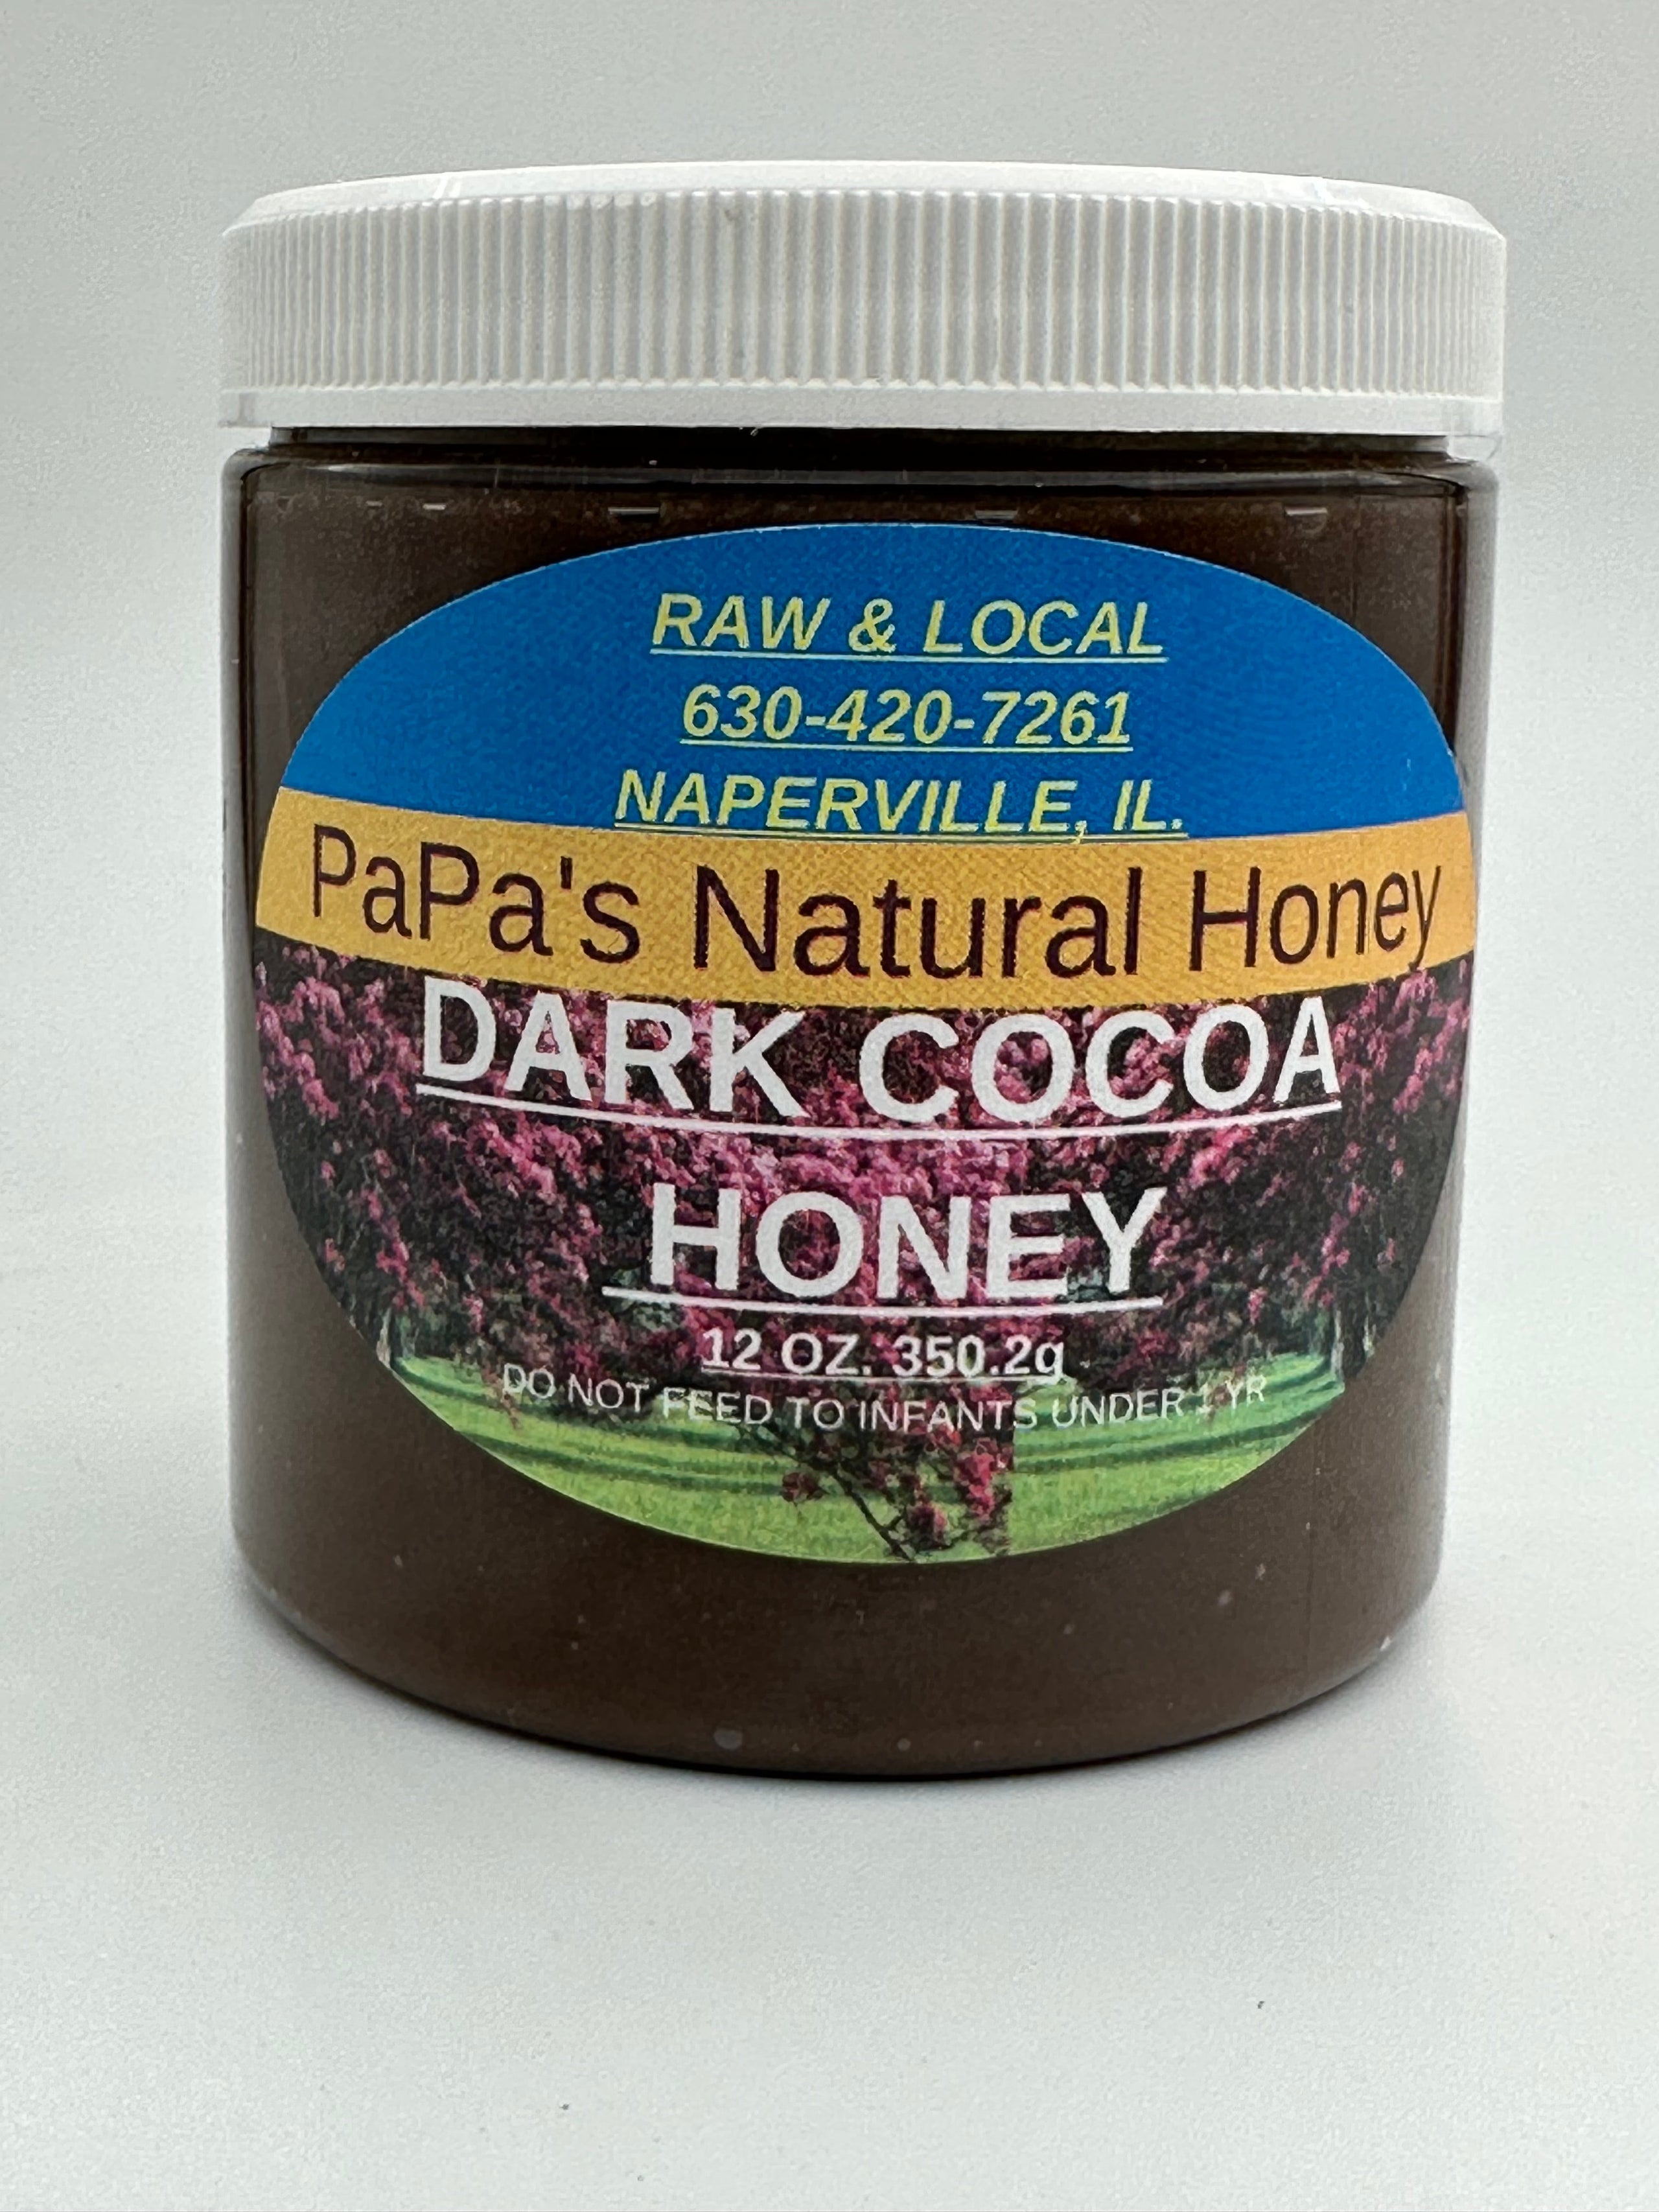 RAW & LOCAL
630-420-7261
NAPERVILLE, IL.
PaPa's Natural Honey
DARK COCOA
HONEY
12 OZ. 350.2g
DO NOT FEED TO INFANTS UNDER 1 YR